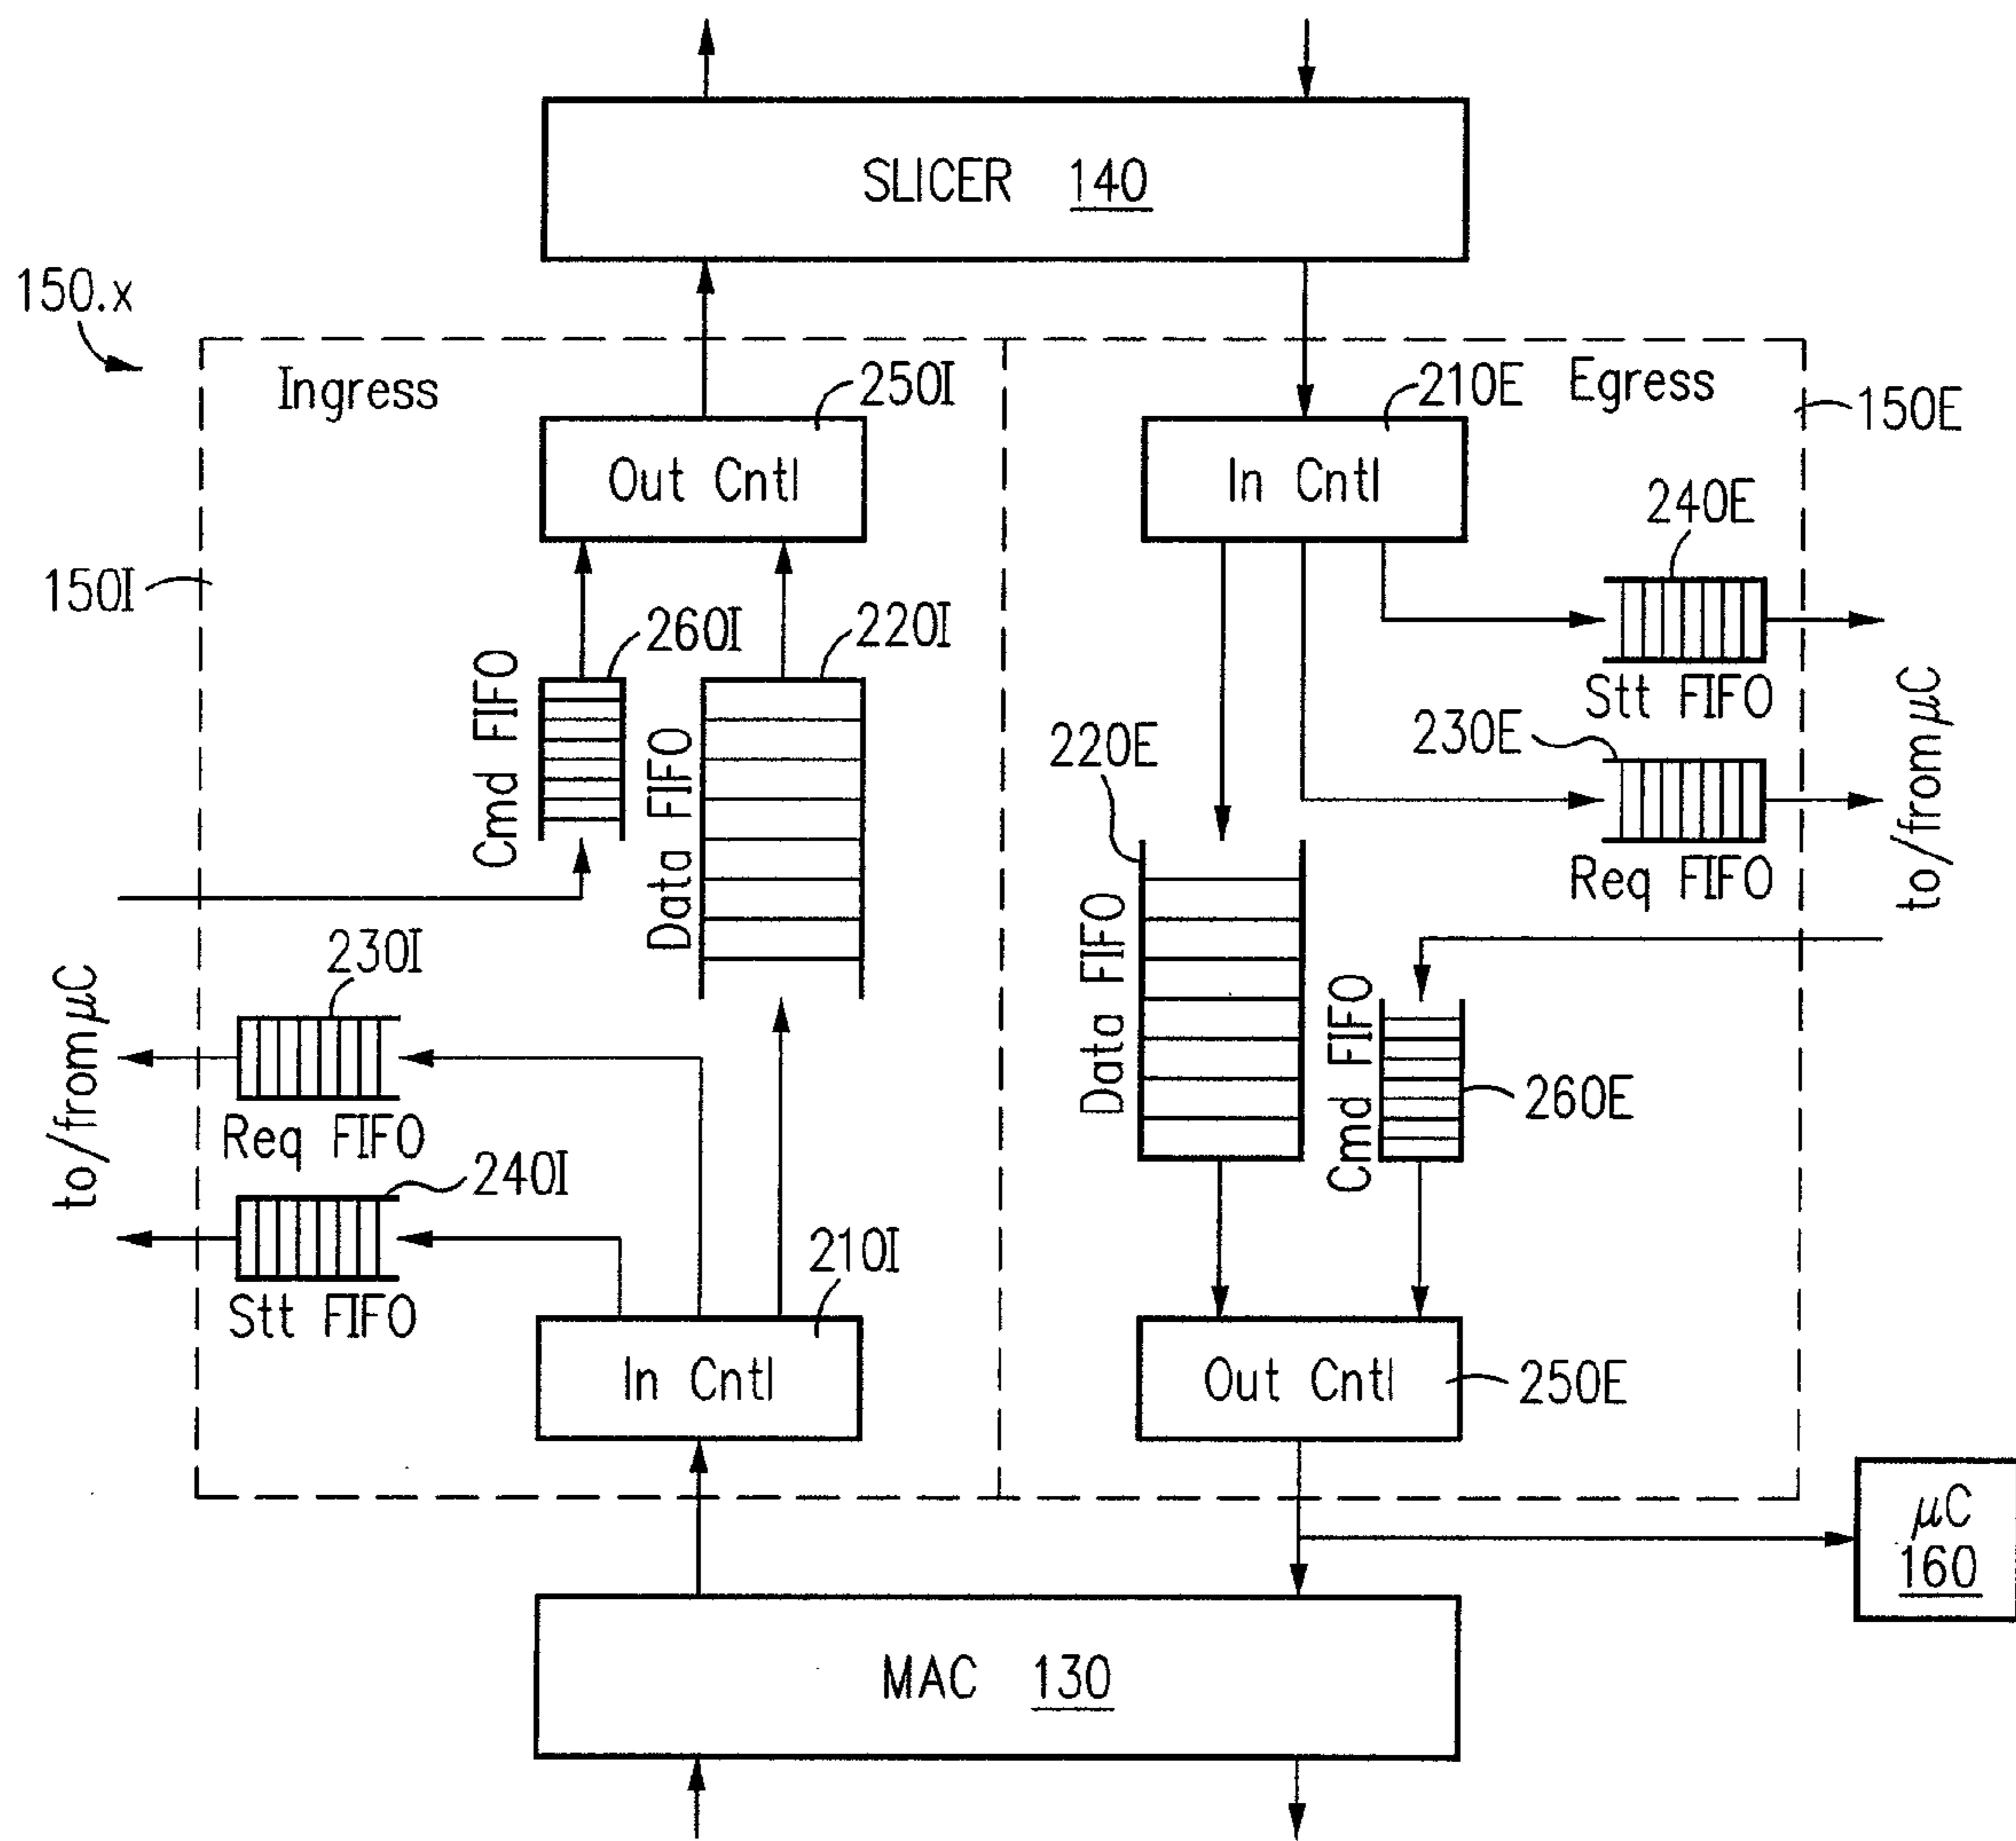 SLICER 140
150.x
Ingress
250I
Out Cntl
210E
Egress
150E
In Cntl
240E
150I
260I
220I
Cmd FIFO
Data FIFO
Stt FIFO
230E
220E
Req FIFO
to/from μC
230I
to/from μC
Req FIFO
240I
Stt FIFO
210I
In Cntl
Data FIFO
Cmd FIFO
260E
Out Cntl
250E
μC
160
MAC 130